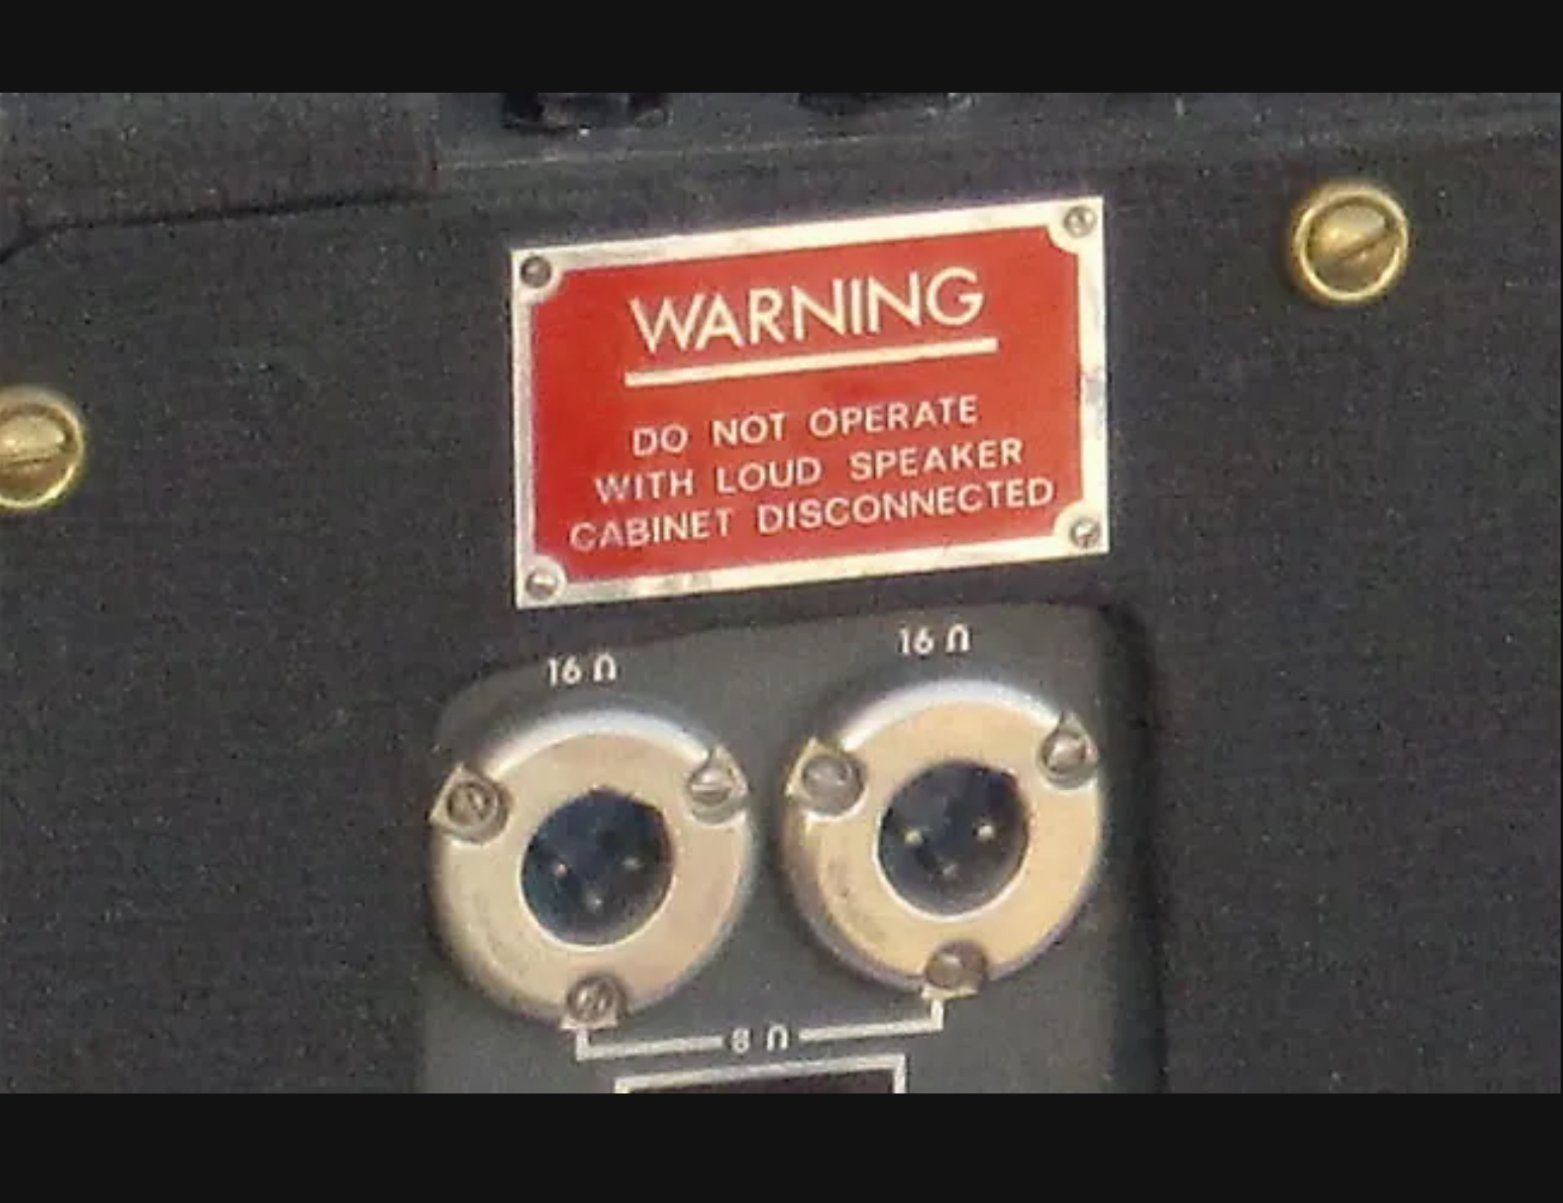 WARNING
DO NOT OPERATE
WITH LOUD SPEAKER
CABINET DISCONNECTED
16 Ω
16 Ω
8 Ω